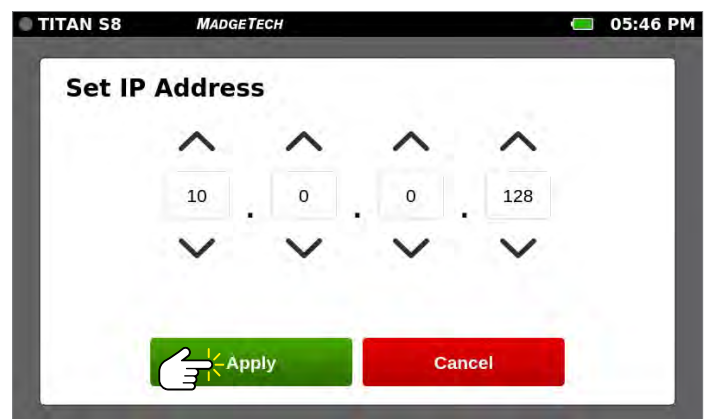 TITAN S8 MADGETECH 05:46 PM
Set IP Address
10 . 0 . 0 . 128
Apply Cancel